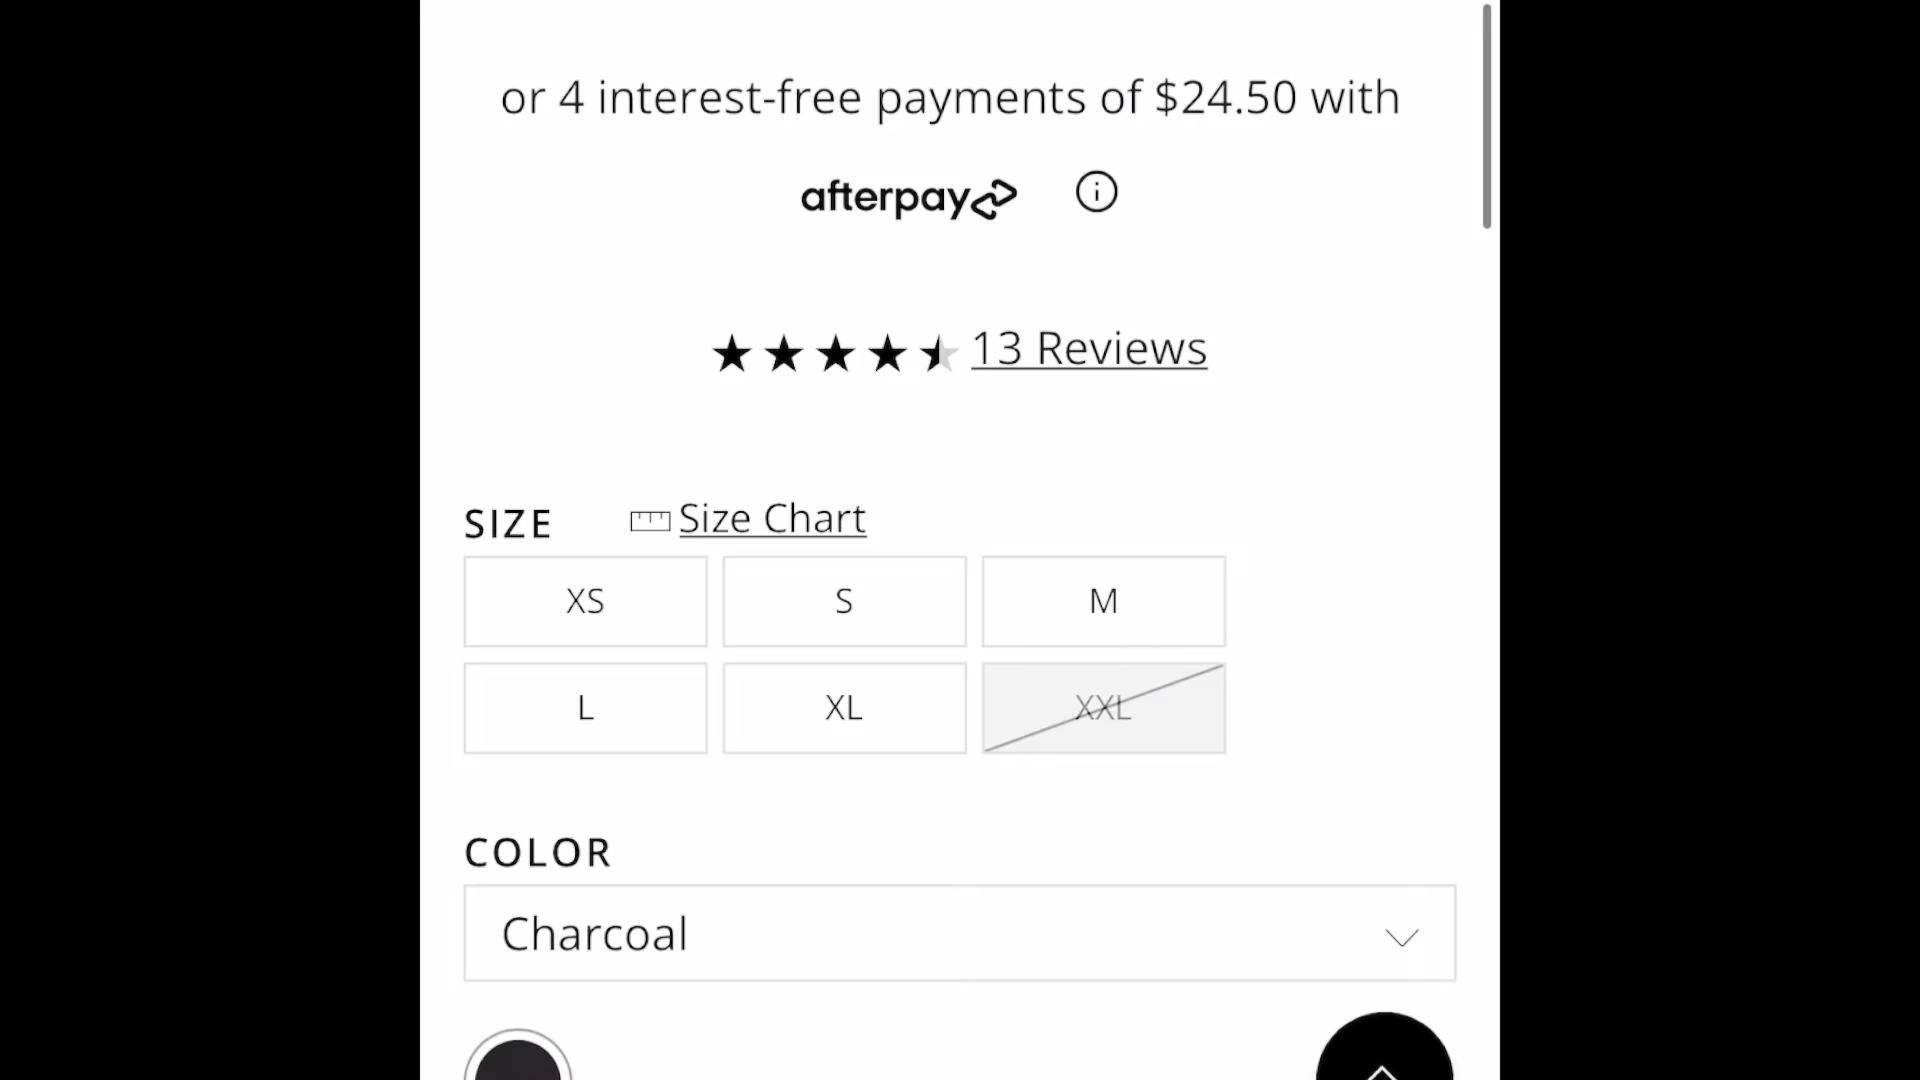 or 4 interest-free payments of $24.50 with
afterpay
13 Reviews
SIZE Size Chart
XS S M
L XL XXL
COLOR
Charcoal